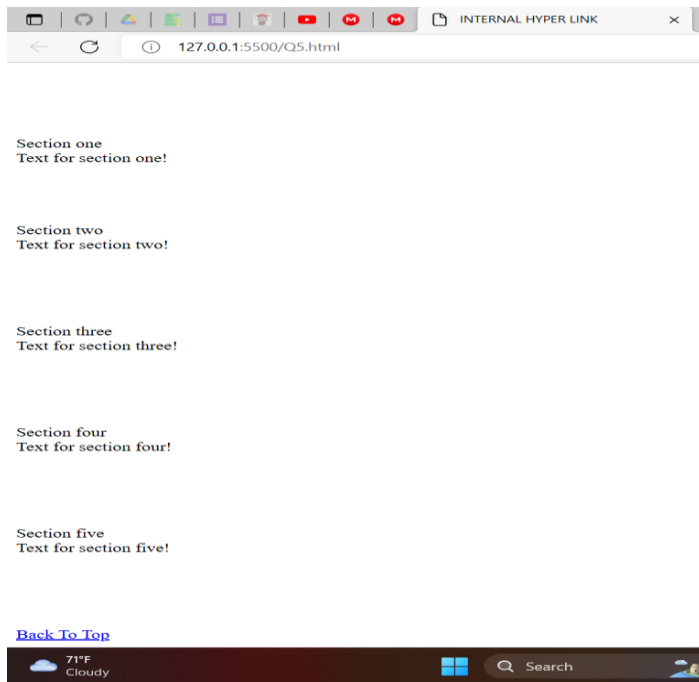 INTERNAL HYPER LINK
127.0.0.1:5500/Q5.html
Section one
Text for section one!
Section two
Text for section two!
Section three
Text for section three!
Section four
Text for section four!
Section five
Text for section five!
Back To Top
71°F
Cloudy
Search